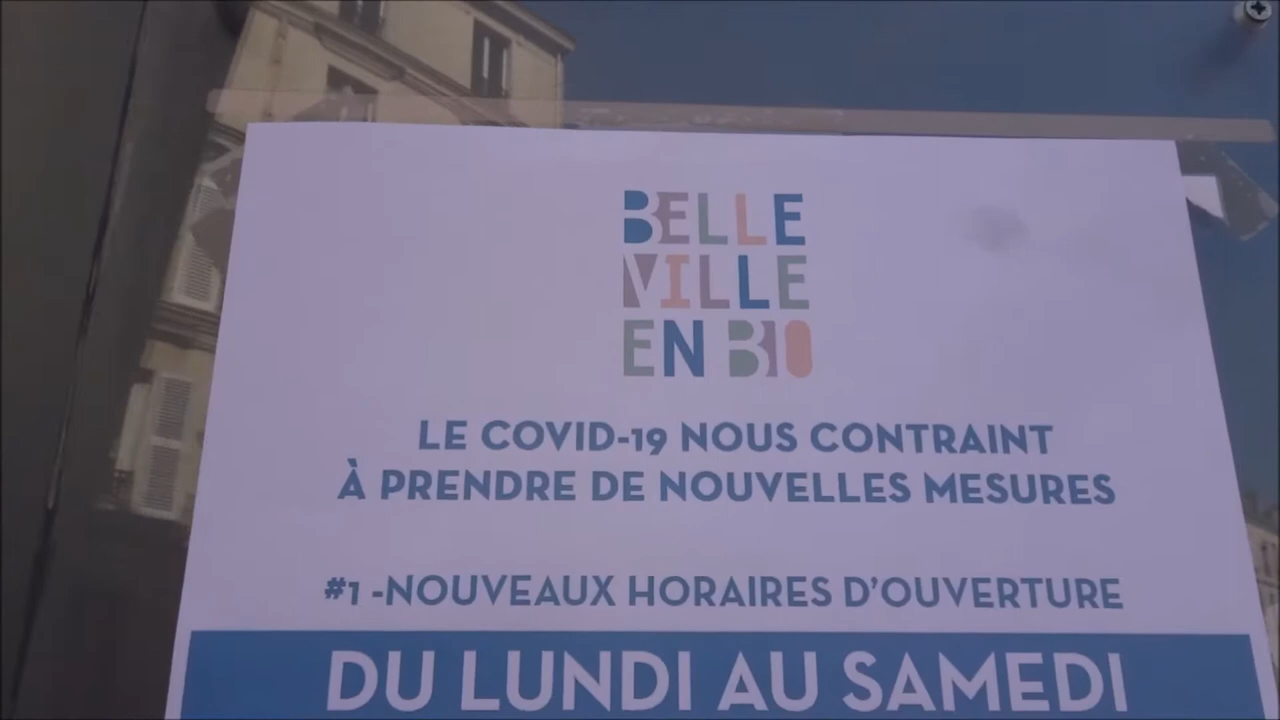 BELLE
VILLE
EN BIO
LE COVID-19 NOUS CONTRAINT
À PRENDRE DE NOUVELLES MESURES
#1 -NOUVEAUX HORAIRES D'OUVERTURE
DU LUNDI AU SAMEDI